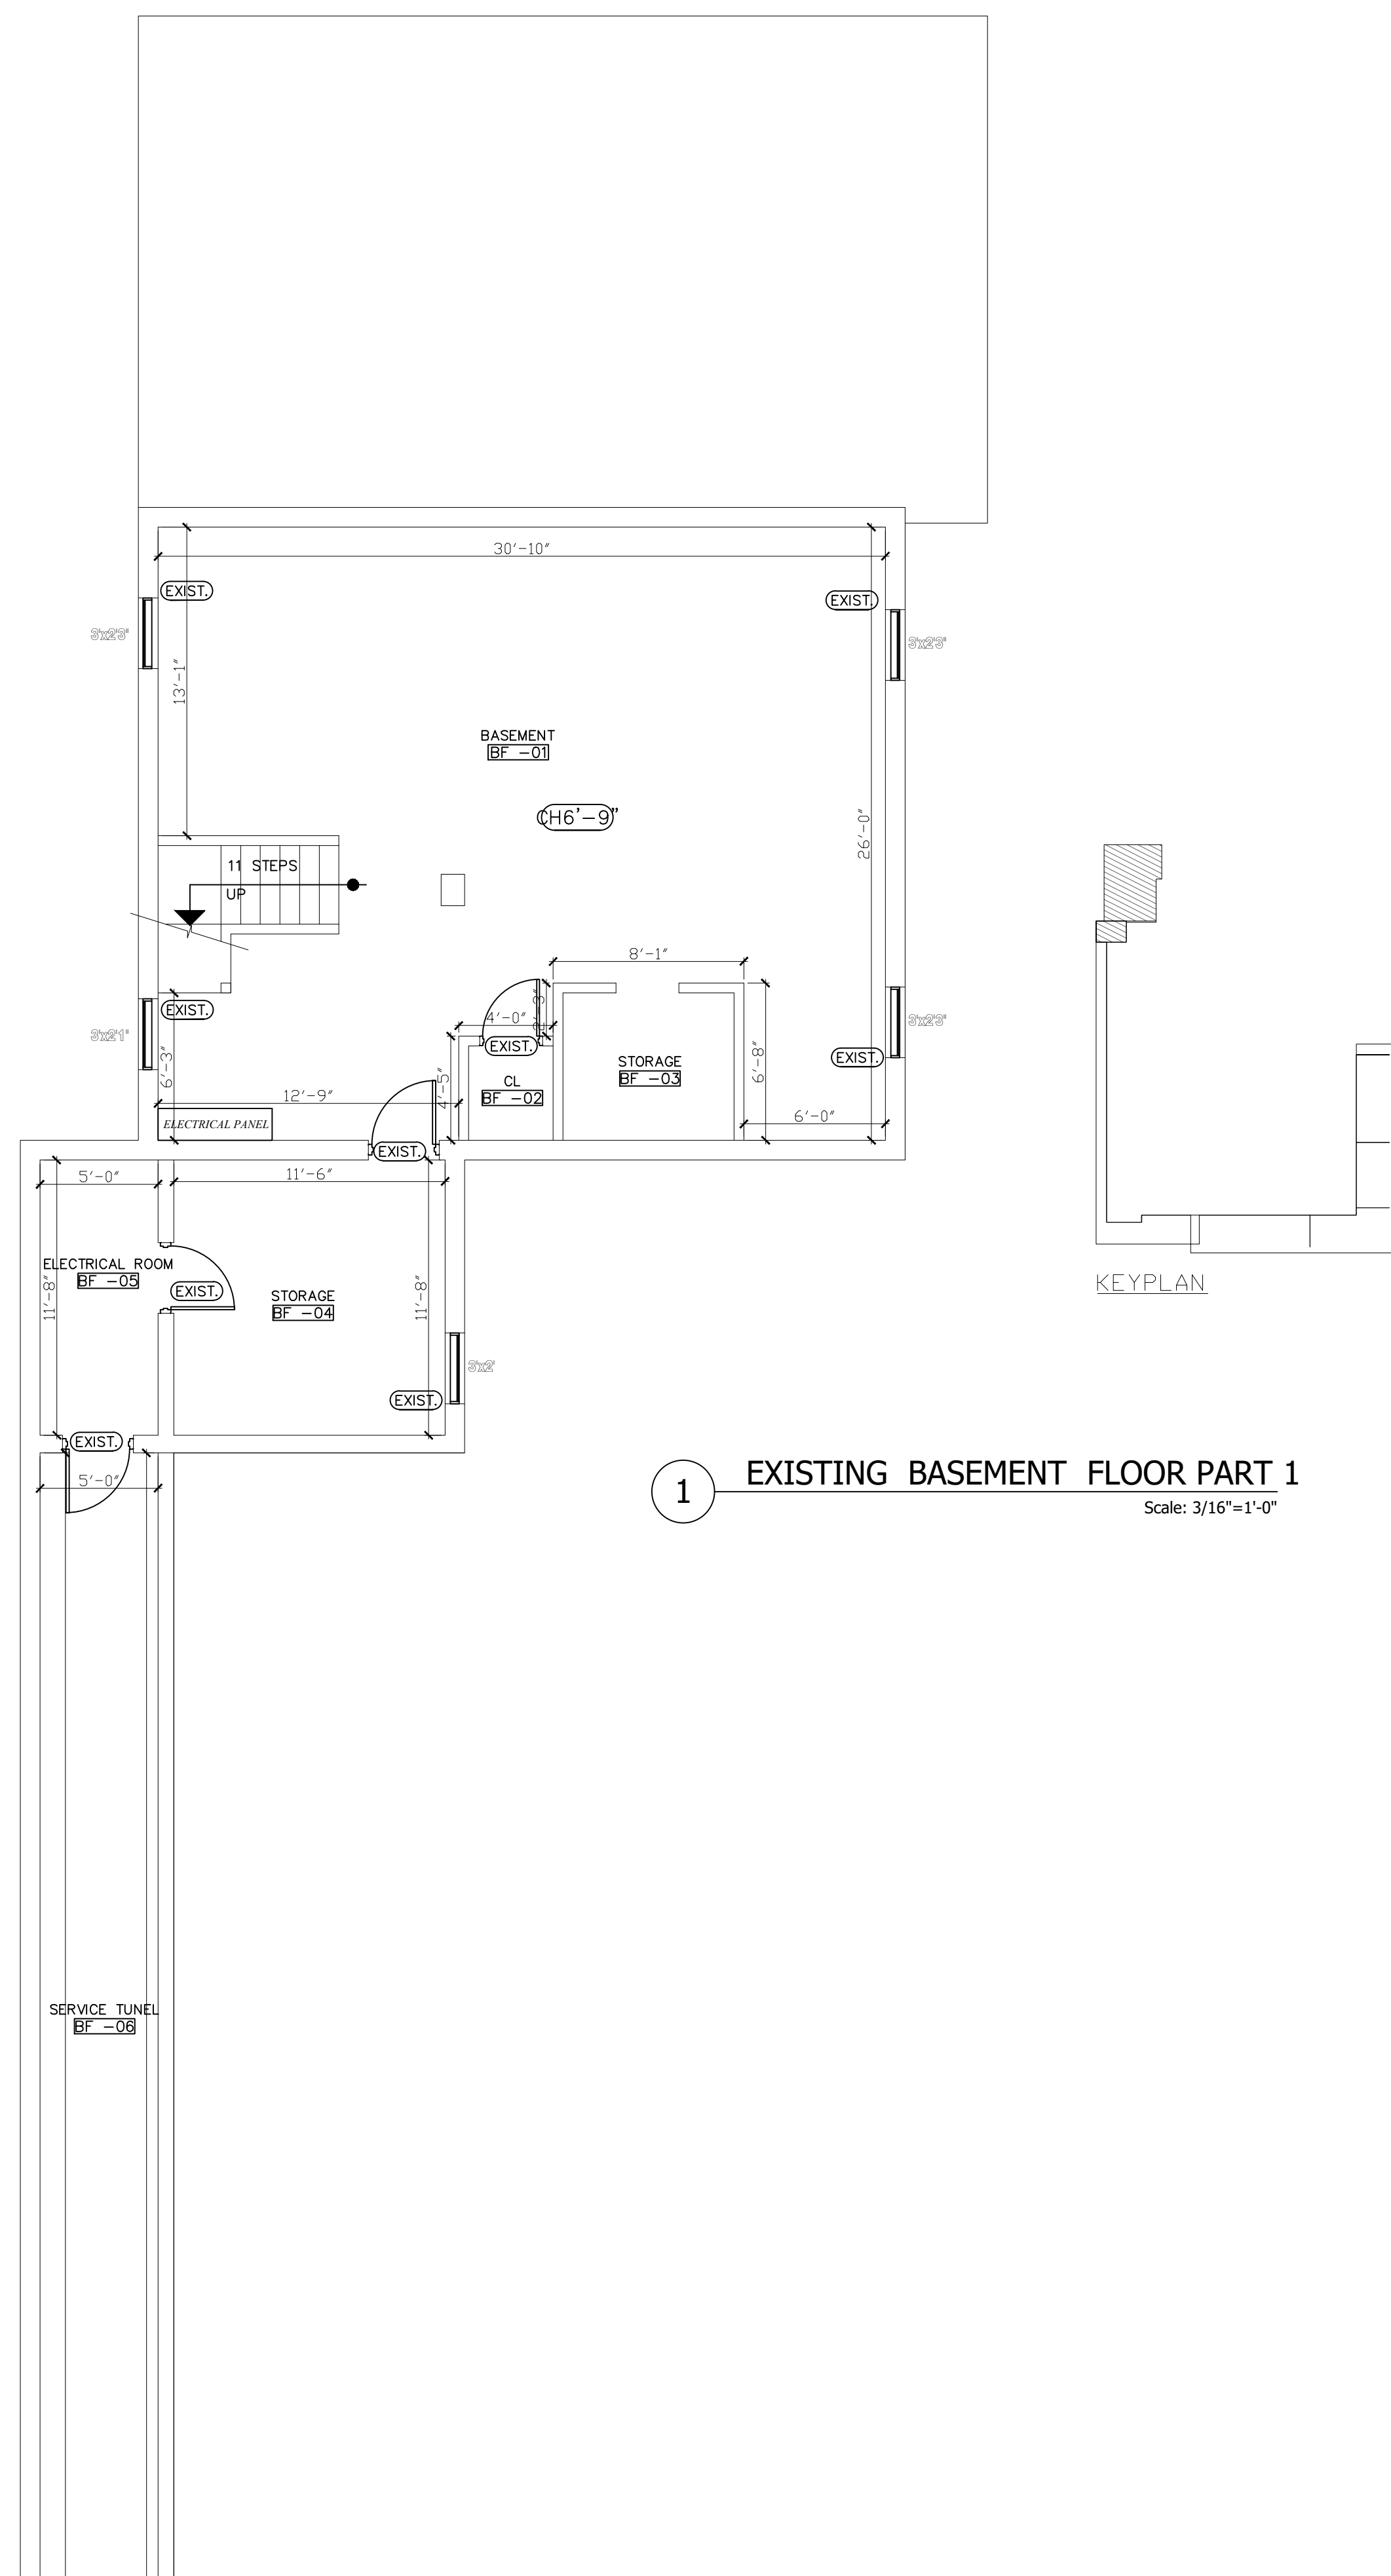 30'-10"
EXIST.
EXIST.
3'x2'3"
3'x2'3"
13'-1"
BASEMENT
BF -01
CH6'-9"
26'-0"
11 STEPS
UP
8'-1"
2'-3"
4'-0"
EXIST.
EXIST.
3'x2'1"
3'x2'3"
EXIST.
6'-3"
STORAGE
BF -03
6'-8"
CL
BF -02
4'-5"
12'-9"
6'-0"
ELECTRICAL PANEL
EXIST.
5'-0"
11'-6"
ELECTRICAL ROOM
BF -05
11'-8"
EXIST.
STORAGE
BF -04
11'-8"
3'x2'
EXIST.
EXIST.
5'-0"
KEYPLAN
1
EXISTING BASEMENT FLOOR PART 1
Scale: 3/16"=1'-0"
SERVICE TUNEL
BF -06